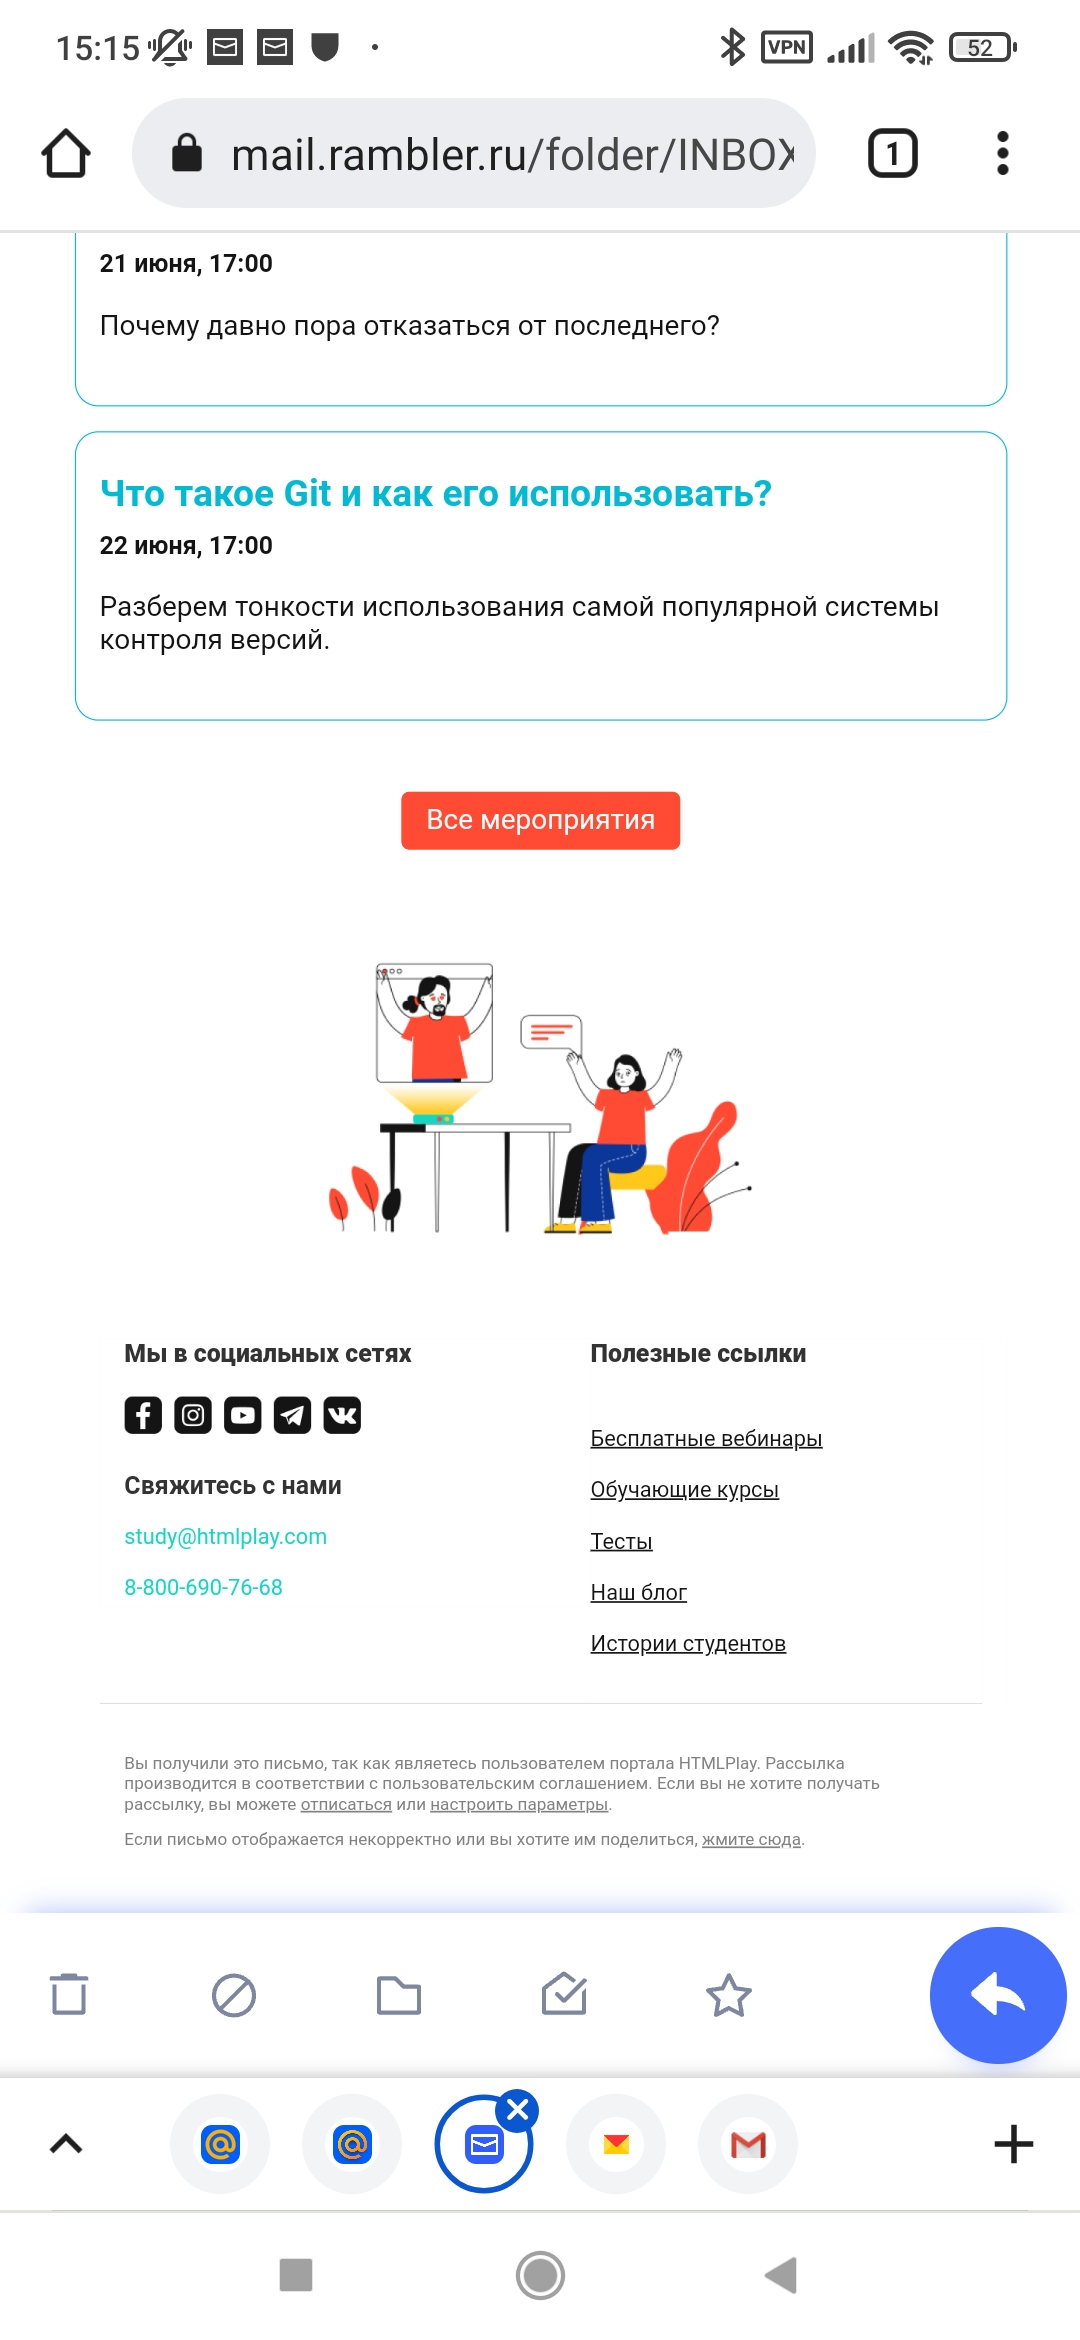 15:15
VPN
52
mail.rambler.ru/folder/INBOX
1
21 июня, 17:00
Почему давно пора отказаться от последнего?
Что такое Git и как его использовать?
22 июня, 17:00
Разберем тонкости использования самой популярной системы
контроля версий.
Все мероприятия
Мы в социальных сетях
Свяжитесь с нами
study@htmlplay.com
8-800-690-76-68
Полезные ссылки
Бесплатные вебинары
Обучающие курсы
Тесты
Наш блог
Истории студентов
Вы получили это письмо, так как являетесь пользователем портала HTMLPlay. Рассылка
производится в соответствии с пользовательским соглашением. Если вы не хотите получать
рассылку, вы можете отписаться или настроить параметры.
Если письмо отображается некорректно или вы хотите им поделиться, жмите сюда.